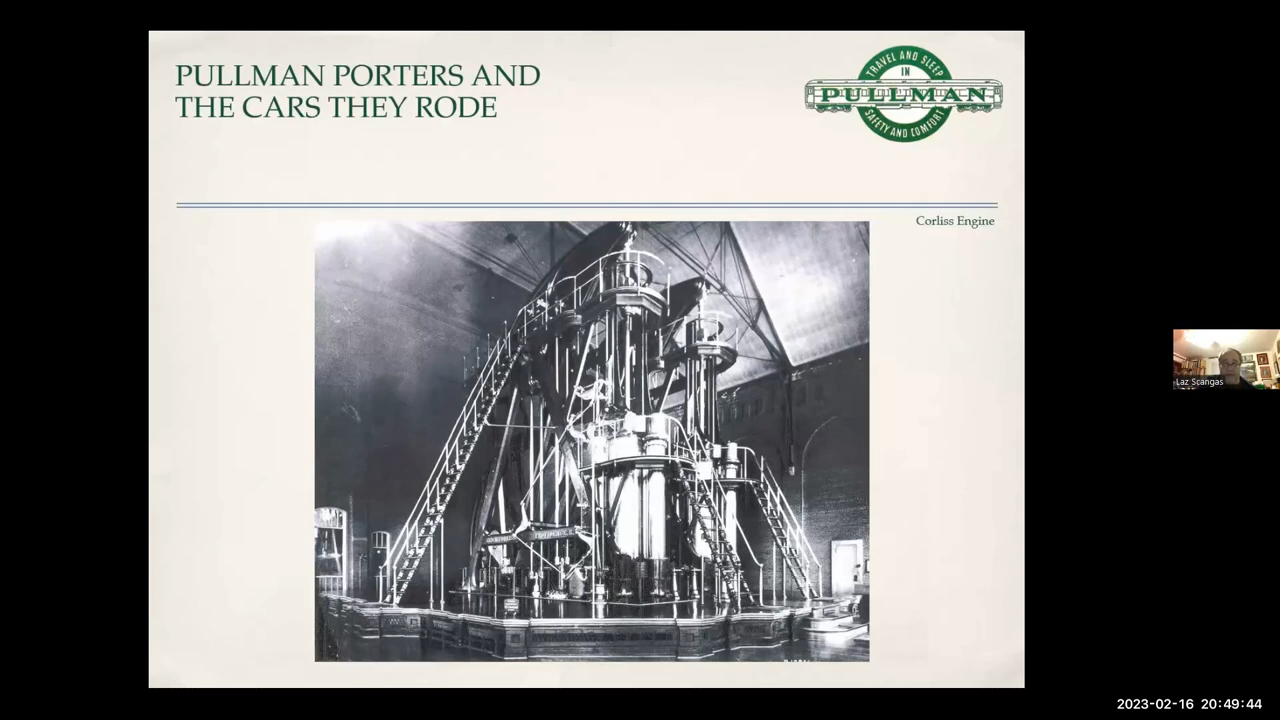 PULLMAN PORTERS AND
THE CARS THEY RODE
TRAVEL AND SLEEP
IN
PULLMAN
SAFETY AND COMFORT
Corliss Engine
Laz Scangas
2023-02-16 20:49:44